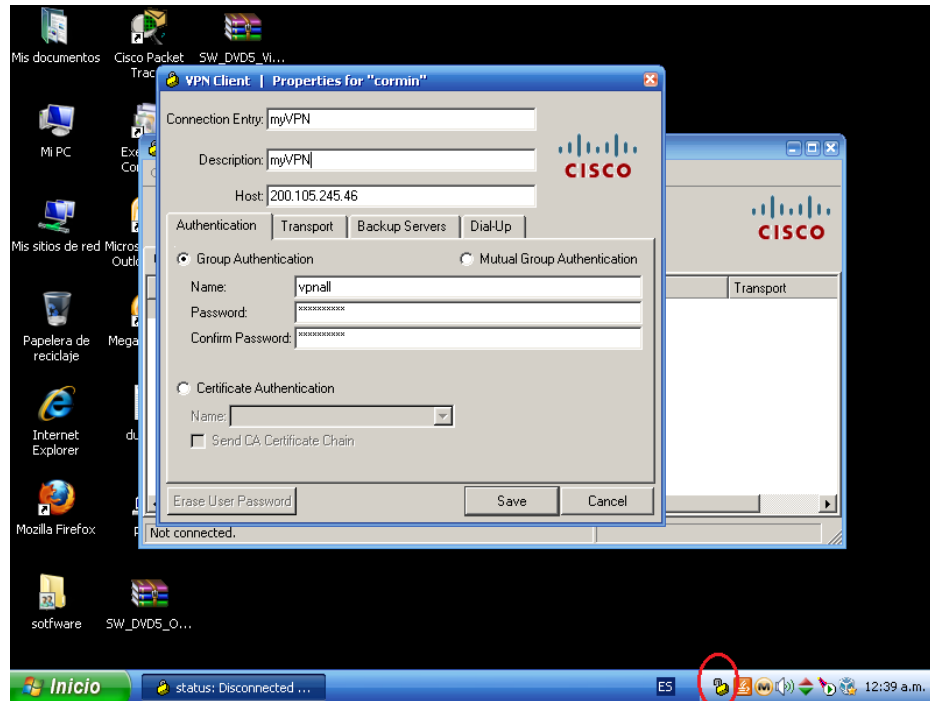 Mis documentos
Cisco Packet
Trac
SW_DVD5_Vi...
VPN Client | Properties for "cormin"
Connection Entry: myVPN
Description: myVPN
Host: 200.105.245.46
CISCO
Authentication Transport Backup Servers Dial-Up
Group Authentication Mutual Group Authentication
Name: vpnall
Password: **********
Confirm Password: **********
Certificate Authentication
Name:
Send CA Certificate Chain
Erase User Password Save Cancel
CISCO
Transport
Not connected.
Mi PC
Exe
Co
Mis sitios de red
Micros
Outlo
Papelera de
reciclaje
Mega
Internet
Explorer
du
Mozilla Firefox
sotfware
SW_DVD5_O...
Inicio
status: Disconnected ...
ES
12:39 a.m.